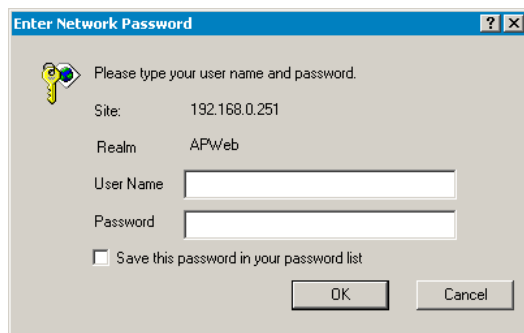 Enter Network Password
Please type your user name and password.
Site: 192.168.0.251
Realm APWeb
User Name
Password
Save this password in your password list
OK Cancel